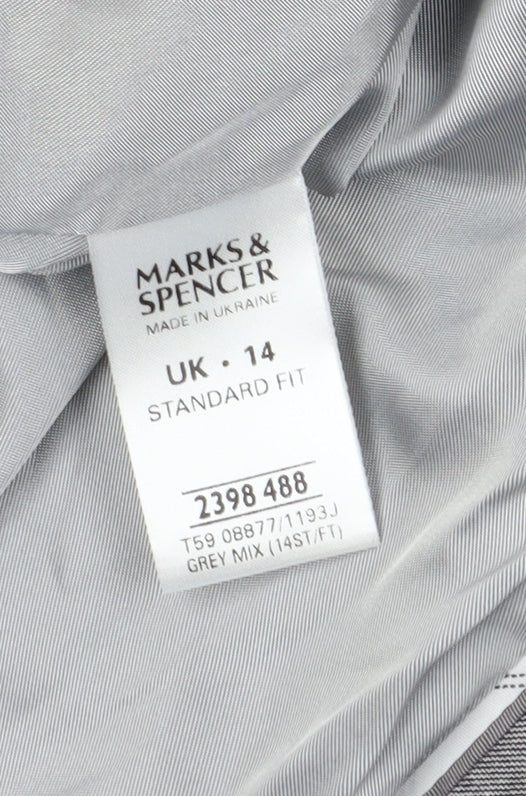 MARKS &
SPENCER
MADE IN UKRAINE
UK · 14
STANDARD FIT
2398 488
T59 08877/1193J
GREY MIX (14ST/FT)